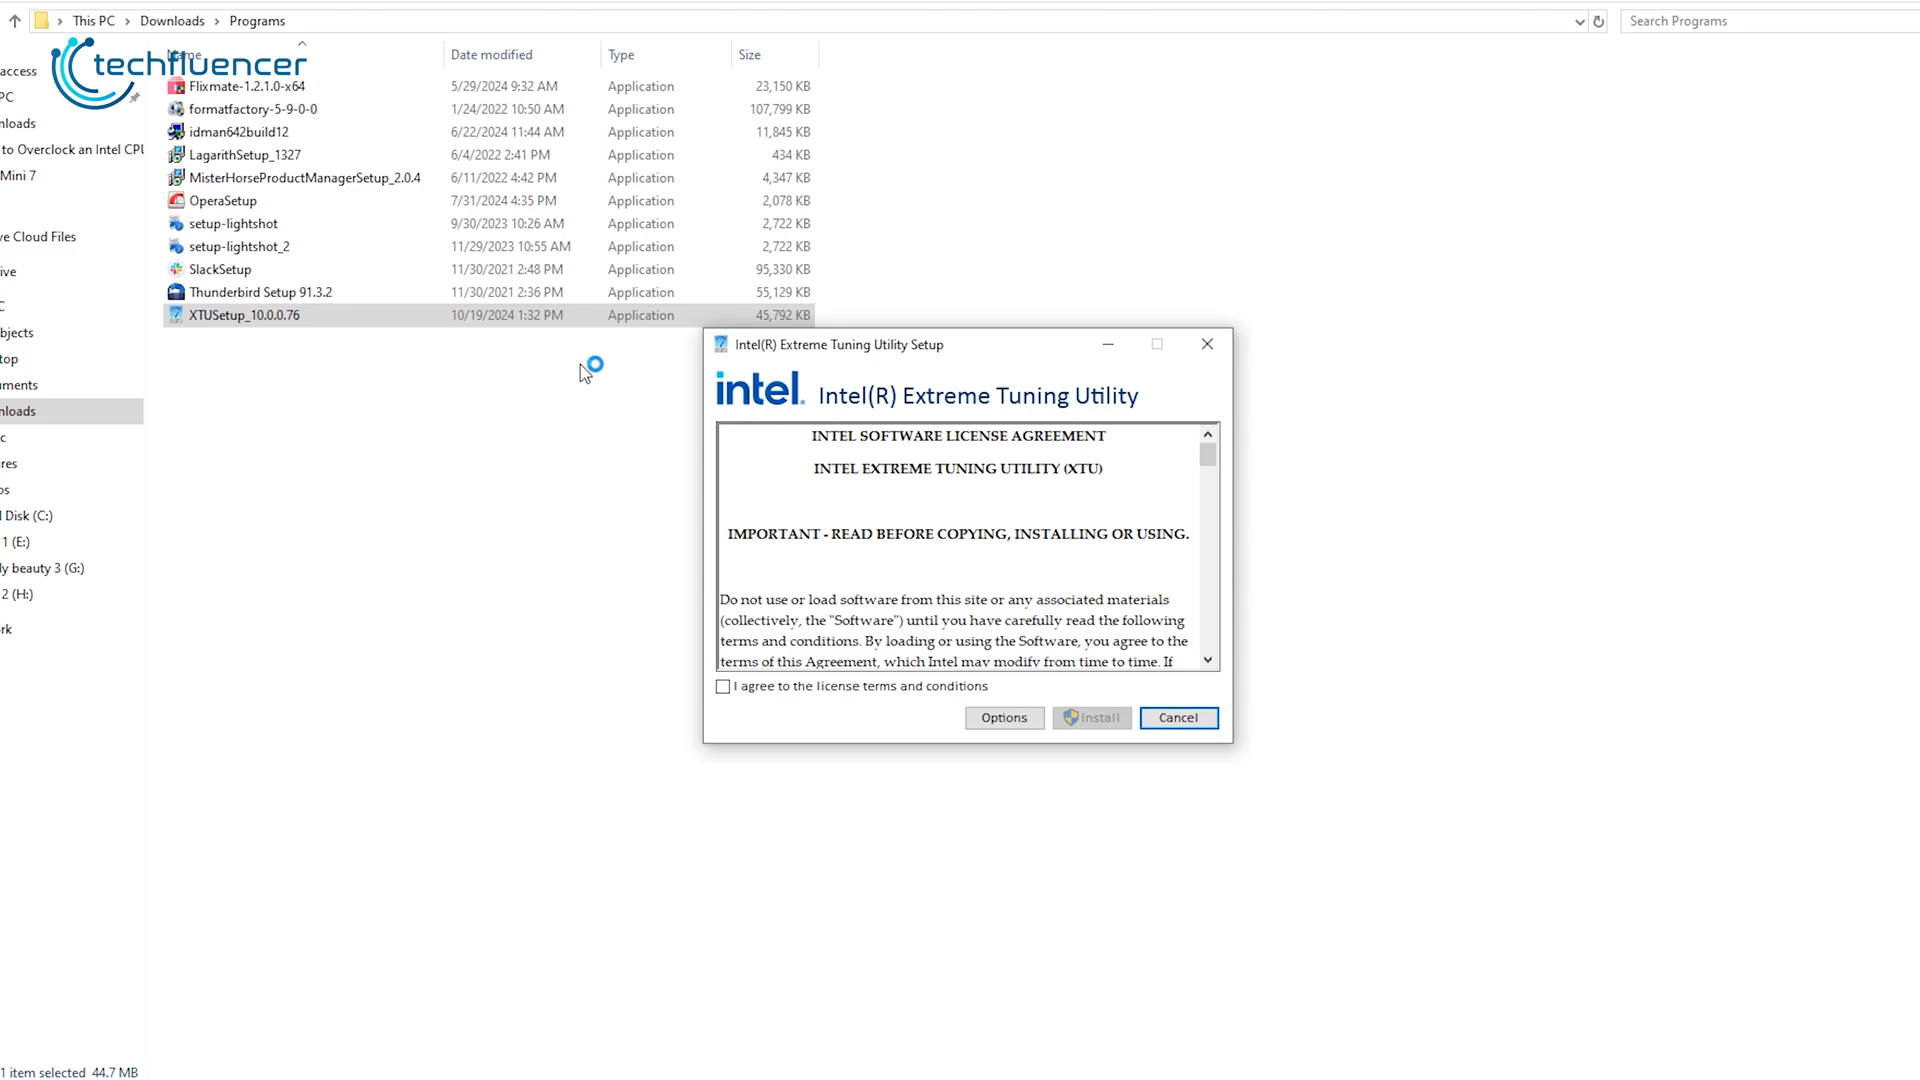 This PC > Downloads > Programs
Search Programs
techfluencer
Name
Date modified
Type
Size
Flixmate-1.2.1.0-x64 5/29/2024 9:32 AM Application 23,150 KB
formatfactory-5-9-0-0 1/24/2022 10:50 AM Application 107,799 KB
idman642build12 6/22/2024 11:44 AM Application 11,845 KB
LagarithSetup_1327 6/4/2022 2:41 PM Application 434 KB
MisterHorseProductManagerSetup_2.0.4 6/11/2022 4:42 PM Application 4,347 KB
OperaSetup 7/31/2024 4:35 PM Application 2,078 KB
setup-lightshot 9/30/2023 10:26 AM Application 2,722 KB
setup-lightshot_2 11/29/2023 10:55 AM Application 2,722 KB
SlackSetup 11/30/2021 2:48 PM Application 95,330 KB
Thunderbird Setup 91.3.2 11/30/2021 2:36 PM Application 55,129 KB
XTUSetup_10.0.0.76 10/19/2024 1:32 PM Application 45,792 KB
access
PC
nloads
to Overclock an Intel CPU
Mini 7
ve Cloud Files
ive
C
bjects
top
uments
nloads
c
res
os
l Disk (C:)
1 (E:)
ly beauty 3 (G:)
2 (H:)
rk
1 item selected 44.7 MB
Intel(R) Extreme Tuning Utility Setup
intel. Intel(R) Extreme Tuning Utility
INTEL SOFTWARE LICENSE AGREEMENT
INTEL EXTREME TUNING UTILITY (XTU)
IMPORTANT - READ BEFORE COPYING, INSTALLING OR USING.
Do not use or load software from this site or any associated materials
(collectively, the "Software") until you have carefully read the following
terms and conditions. By loading or using the Software, you agree to the
terms of this Agreement, which Intel may modify from time to time. If
I agree to the license terms and conditions
Options
Install
Cancel